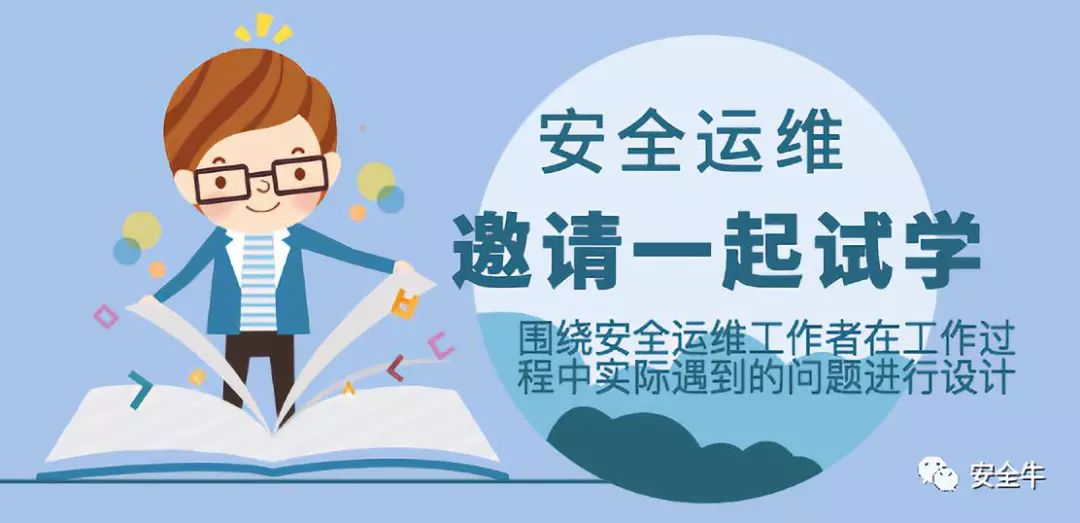 安全运维
邀请一起试学
围绕安全运维工作者在工作过
程中实际遇到的问题进行设计
安全牛